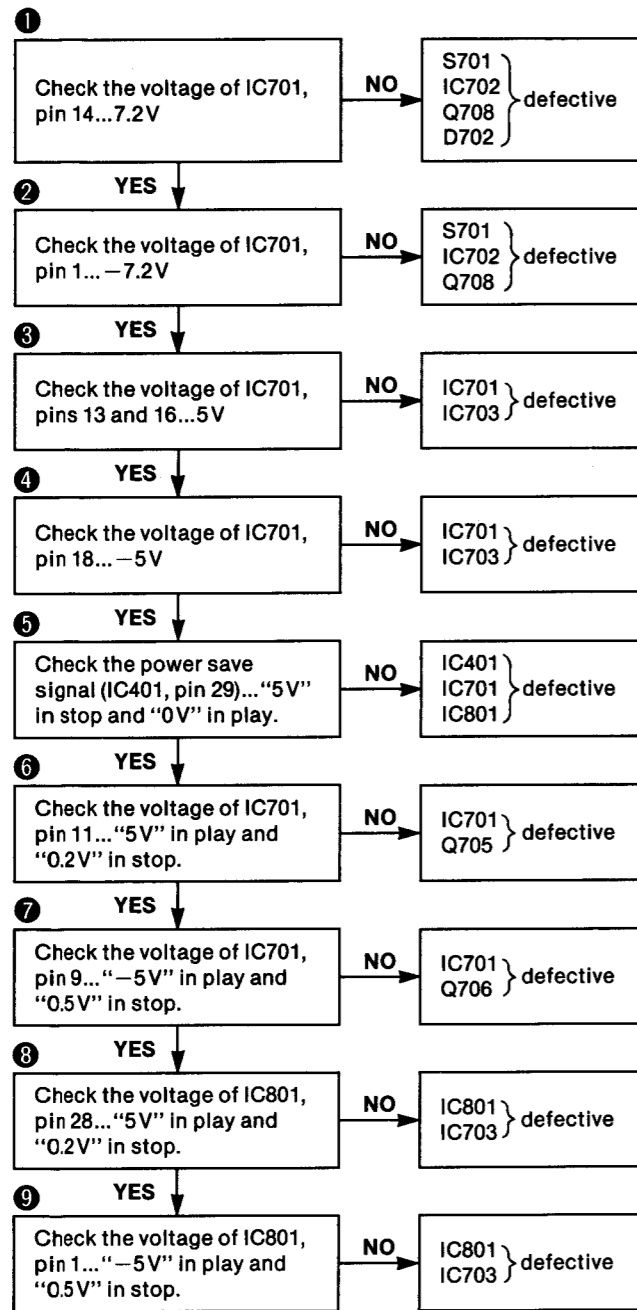 ❶
Check the voltage of IC701,
pin 14...7.2V
NO
S701
IC702
Q708
D702
defective
YES
❷
Check the voltage of IC701,
pin 1...−7.2V
NO
S701
IC702
Q708
defective
YES
❸
Check the voltage of IC701,
pins 13 and 16...5V
NO
IC701
IC703
defective
YES
❹
Check the voltage of IC701,
pin 18...−5V
NO
IC701
IC703
defective
YES
❺
Check the power save
signal (IC401, pin 29)..."5V"
in stop and "0V" in play.
NO
IC401
IC701
IC801
defective
YES
❻
Check the voltage of IC701,
pin 11..."5V" in play and
"0.2V" in stop.
NO
IC701
Q705
defective
YES
❼
Check the voltage of IC701,
pin 9..."−5V" in play and
"0.5V" in stop.
NO
IC701
Q706
defective
YES
❽
Check the voltage of IC801,
pin 28..."5V" in play and
"0.2V" in stop.
NO
IC801
IC703
defective
YES
❾
Check the voltage of IC801,
pin 1..."−5V" in play and
"0.5V" in stop.
NO
IC801
IC703
defective